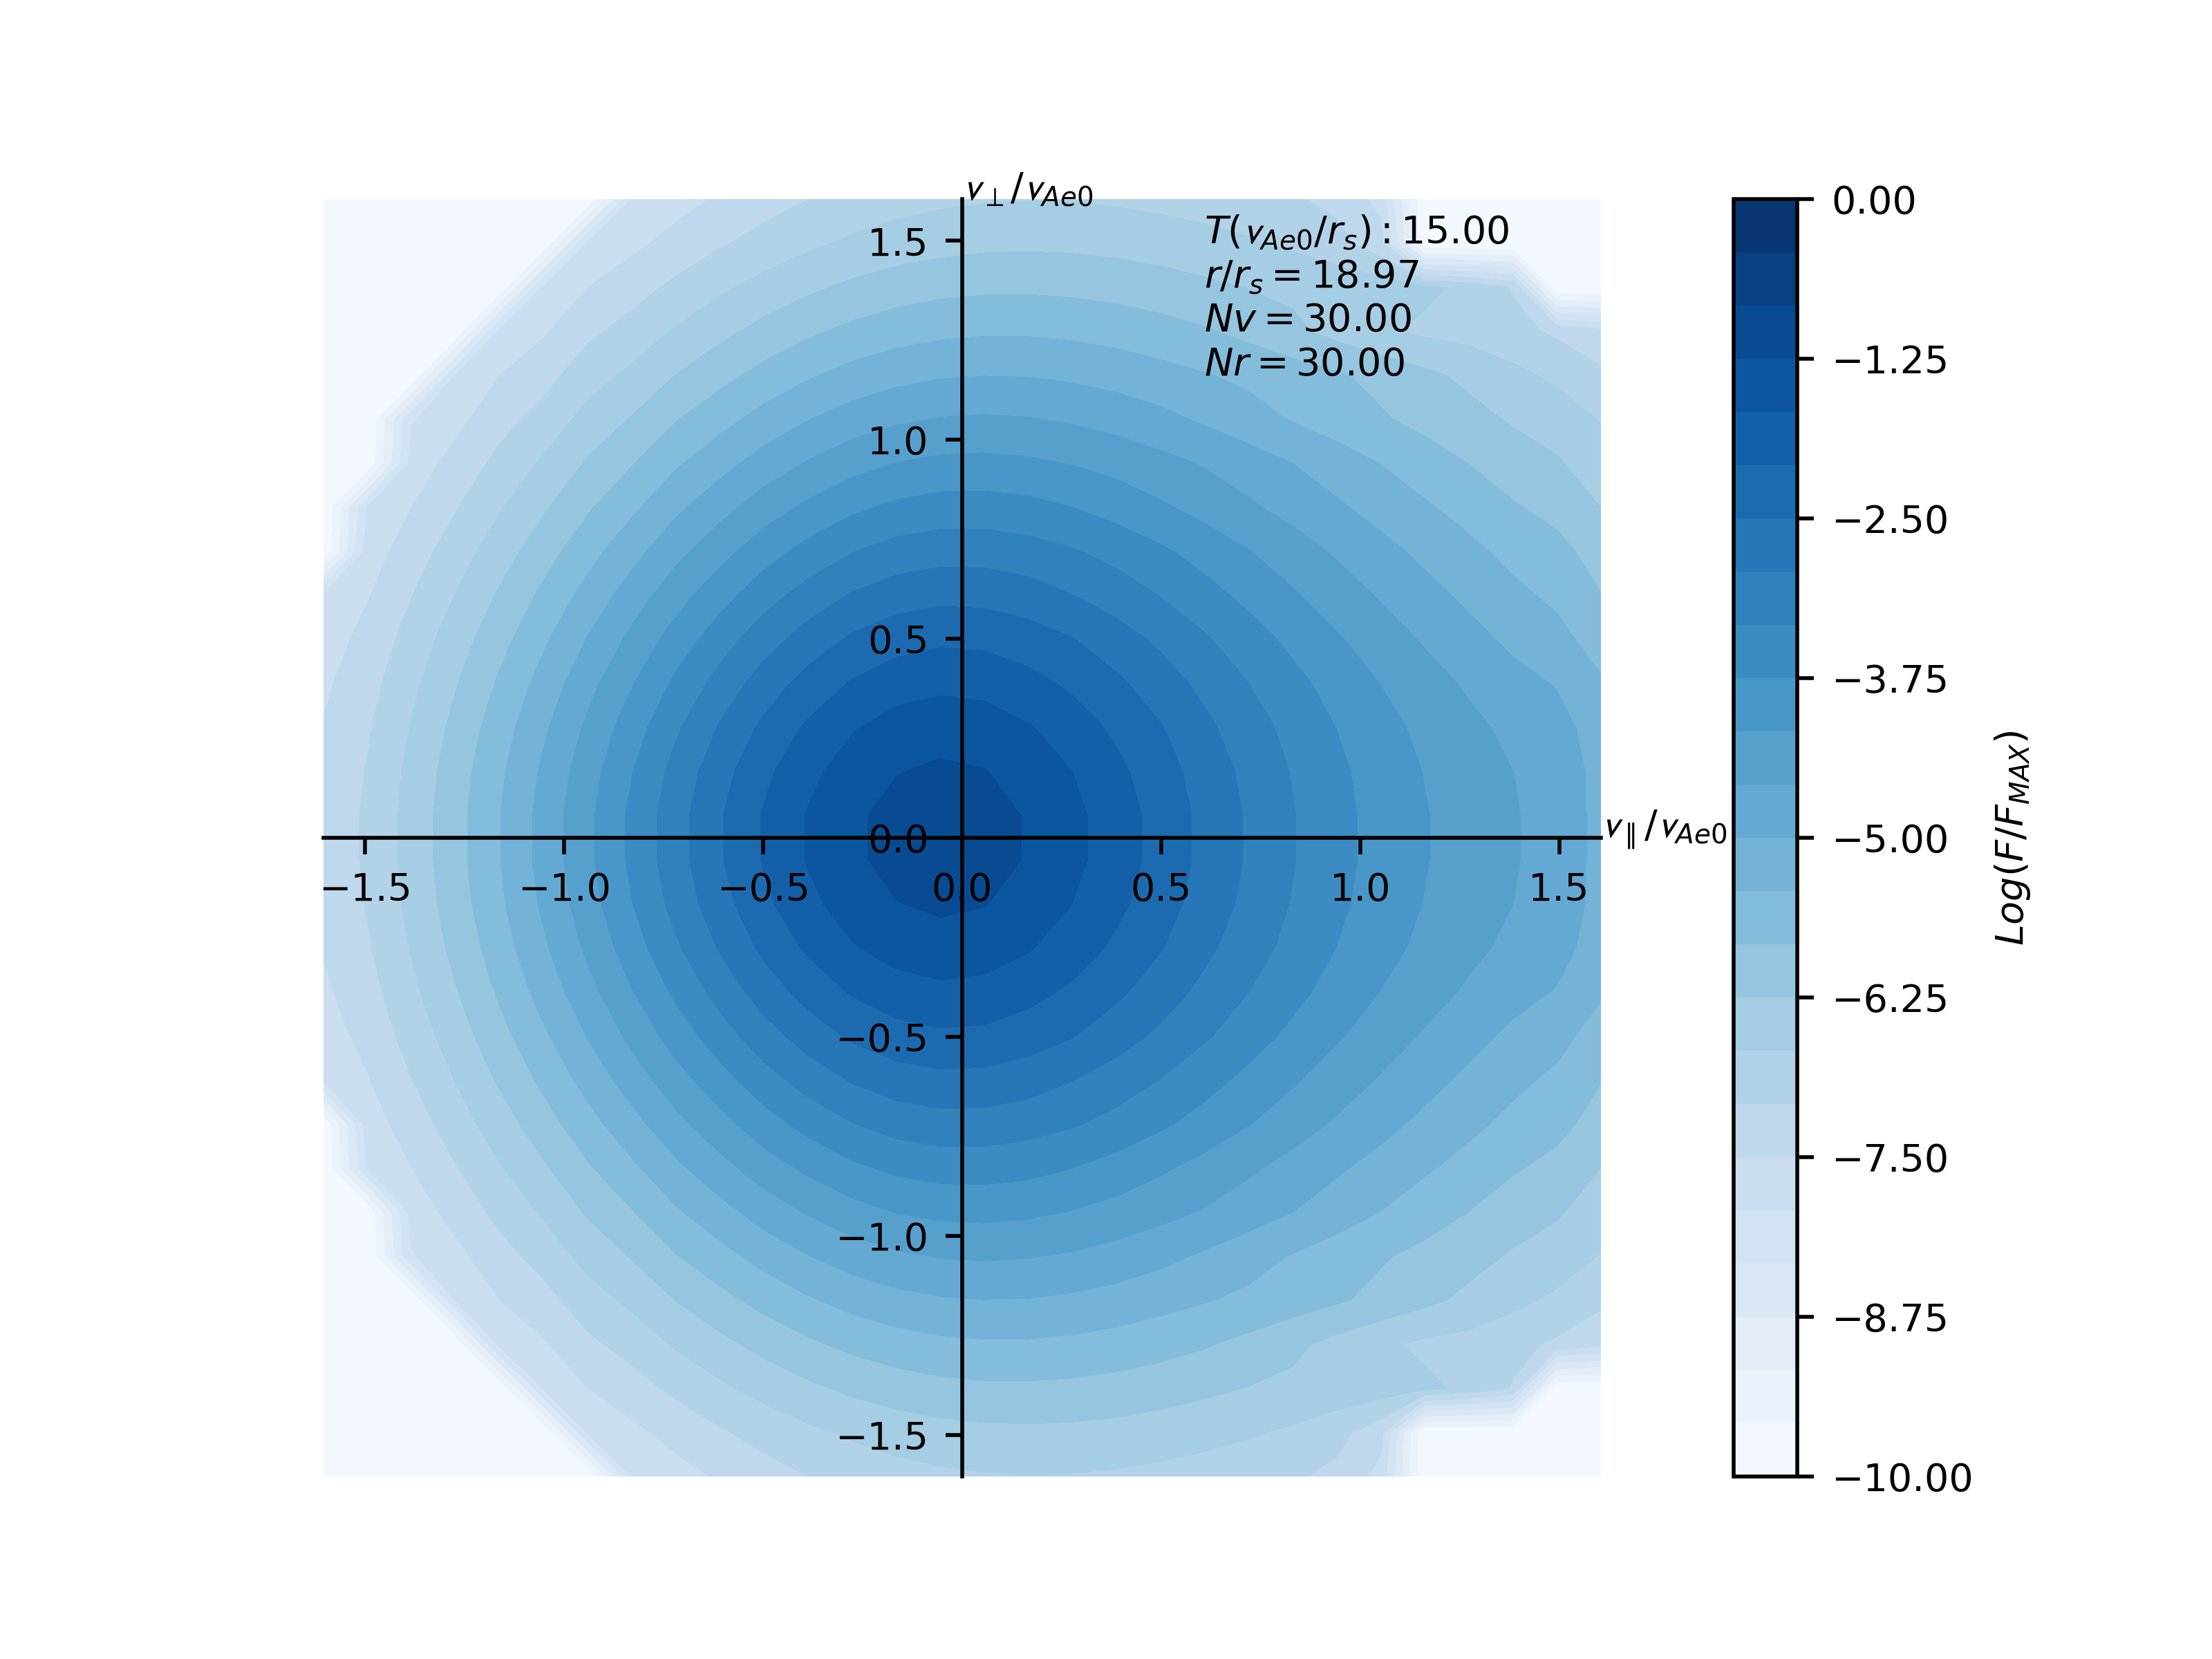 v⊥/vAe0
T(vAe0/rs) : 15.00
r/rs = 18.97
Nv = 30.00
Nr = 30.00
1.5
1.0
0.5
0.0
−0.5
−1.0
−1.5
−1.5 −1.0 −0.5 0.0 0.5 1.0 1.5
v∥/vAe0
0.00
−1.25
−2.50
−3.75
−5.00
−6.25
−7.50
−8.75
−10.00
Log(F/FMAX)